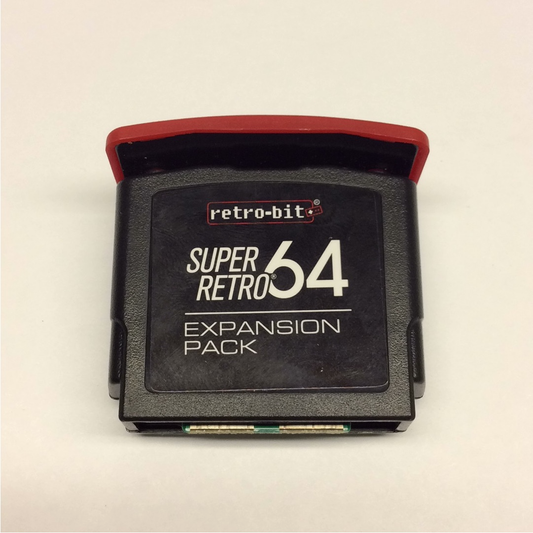 retro-bit®
SUPER
RETRO®64
EXPANSION
PACK